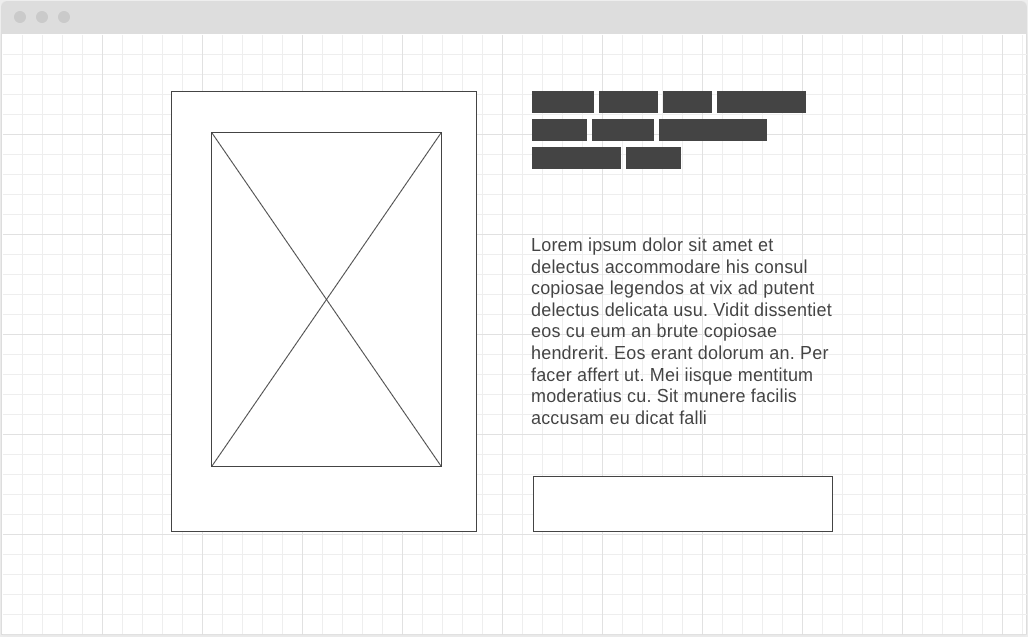 Lorem ipsum dolor sit amet et
delectus accommodare his consul
copiosae legendos at vix ad putent
delectus delicata usu. Vidit dissentiet
eos cu eum an brute copiosae
hendrerit. Eos erant dolorum an. Per
facer affert ut. Mei iisque mentitum
moderatius cu. Sit munere facilis
accusam eu dicat falli